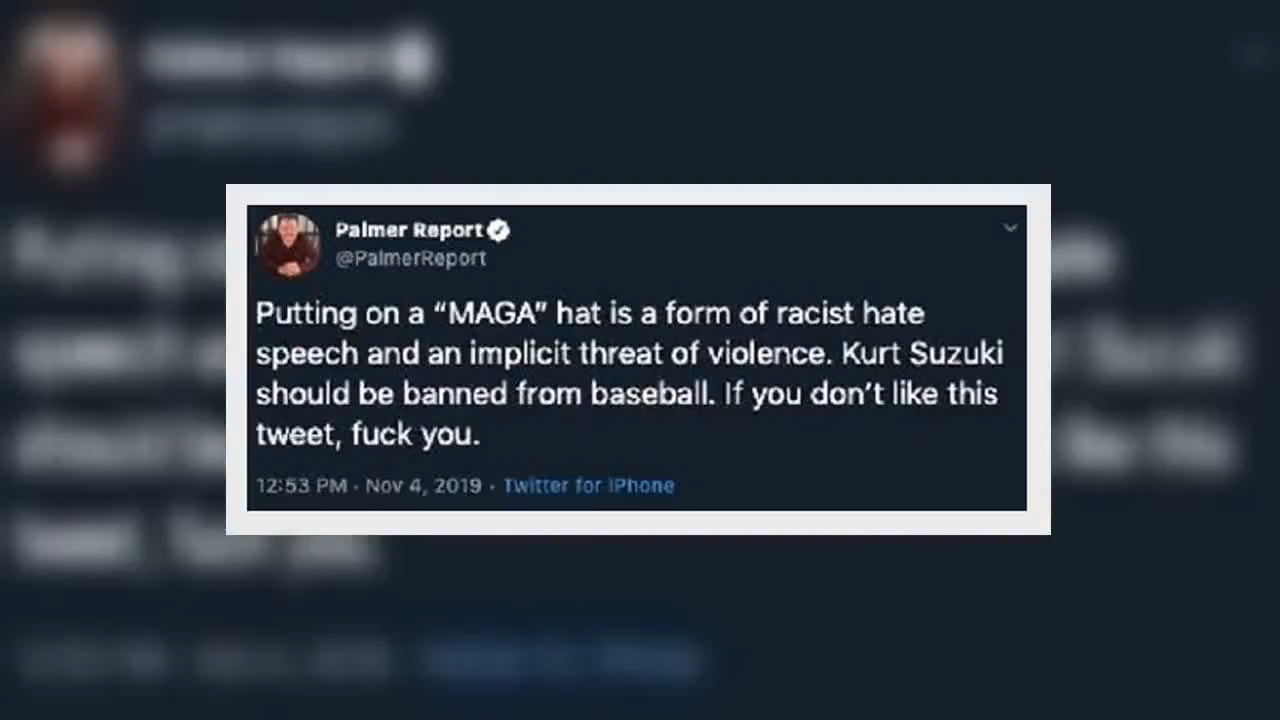 Palmer Report
@PalmerReport
Putting on a “MAGA” hat is a form of racist hate
speech and an implicit threat of violence. Kurt Suzuki
should be banned from baseball. If you don’t like this
tweet, fuck you.
12:53 PM · Nov 4, 2019 · Twitter for iPhone